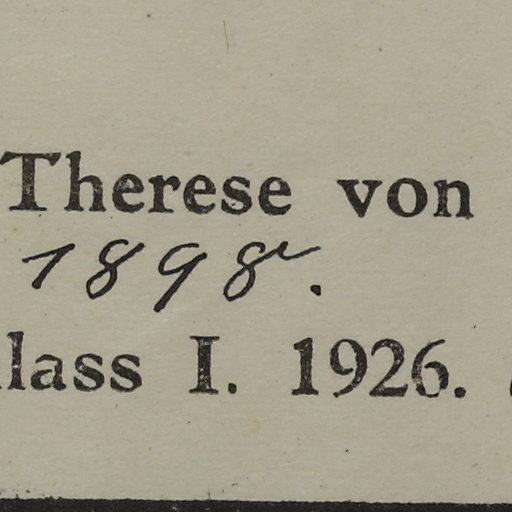 Therese von
1898.
lass I. 1926.